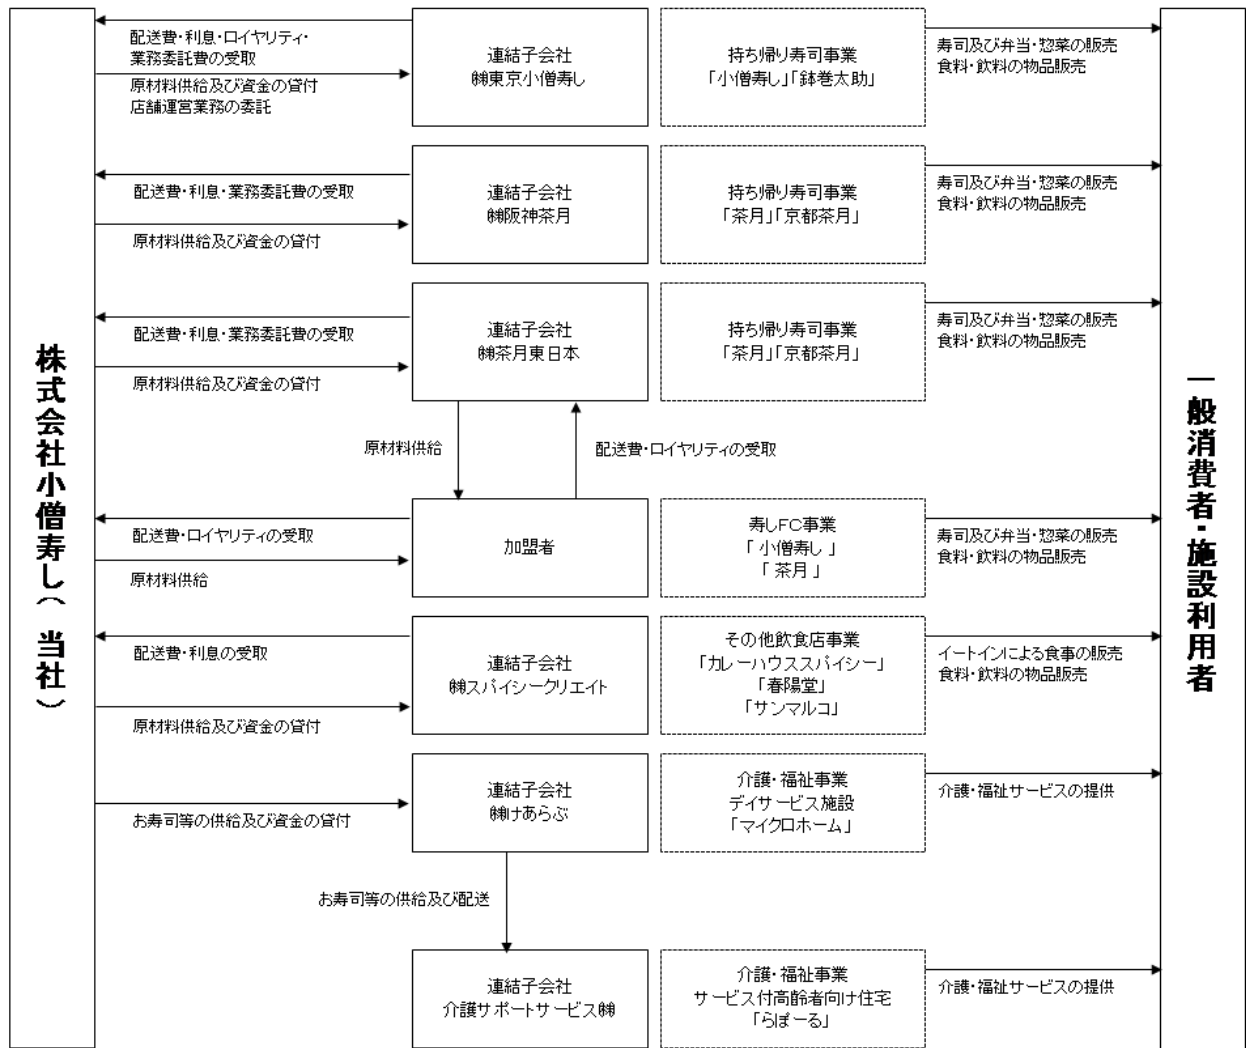 株式会社小僧寿し(当社)
配送費・利息・ロイヤリティ・
業務委託費の受取
原材料供給及び資金の貸付
店舗運営業務の委託
連結子会社
㈱東京小僧寿し
持ち帰り寿司事業
「小僧寿し」「鉢巻太助」
寿司及び弁当・惣菜の販売
食料・飲料の物品販売
配送費・利息・業務委託費の受取
原材料供給及び資金の貸付
連結子会社
㈱阪神茶月
持ち帰り寿司事業
「茶月」「京都茶月」
寿司及び弁当・惣菜の販売
食料・飲料の物品販売
配送費・利息・業務委託費の受取
原材料供給及び資金の貸付
連結子会社
㈱茶月東日本
持ち帰り寿司事業
「茶月」「京都茶月」
寿司及び弁当・惣菜の販売
食料・飲料の物品販売
原材料供給
配送費・ロイヤリティの受取
配送費・ロイヤリティの受取
原材料供給
加盟者
寿しFC事業
「 小僧寿し 」
「 茶月 」
寿司及び弁当・惣菜の販売
食料・飲料の物品販売
配送費・利息の受取
原材料供給及び資金の貸付
連結子会社
㈱スパイシークリエイト
その他飲食店事業
「カレーハウススパイシー」
「春陽堂」
「サンマルコ」
イートインによる食事の販売
食料・飲料の物品販売
お寿司等の供給及び資金の貸付
連結子会社
㈱けあらぶ
介護・福祉事業
デイサービス施設
「マイクロホーム」
介護・福祉サービスの提供
お寿司等の供給及び配送
連結子会社
介護サポートサービス㈱
介護・福祉事業
サービス付高齢者向け住宅
「らぽーる」
介護・福祉サービスの提供
一般消費者・施設利用者